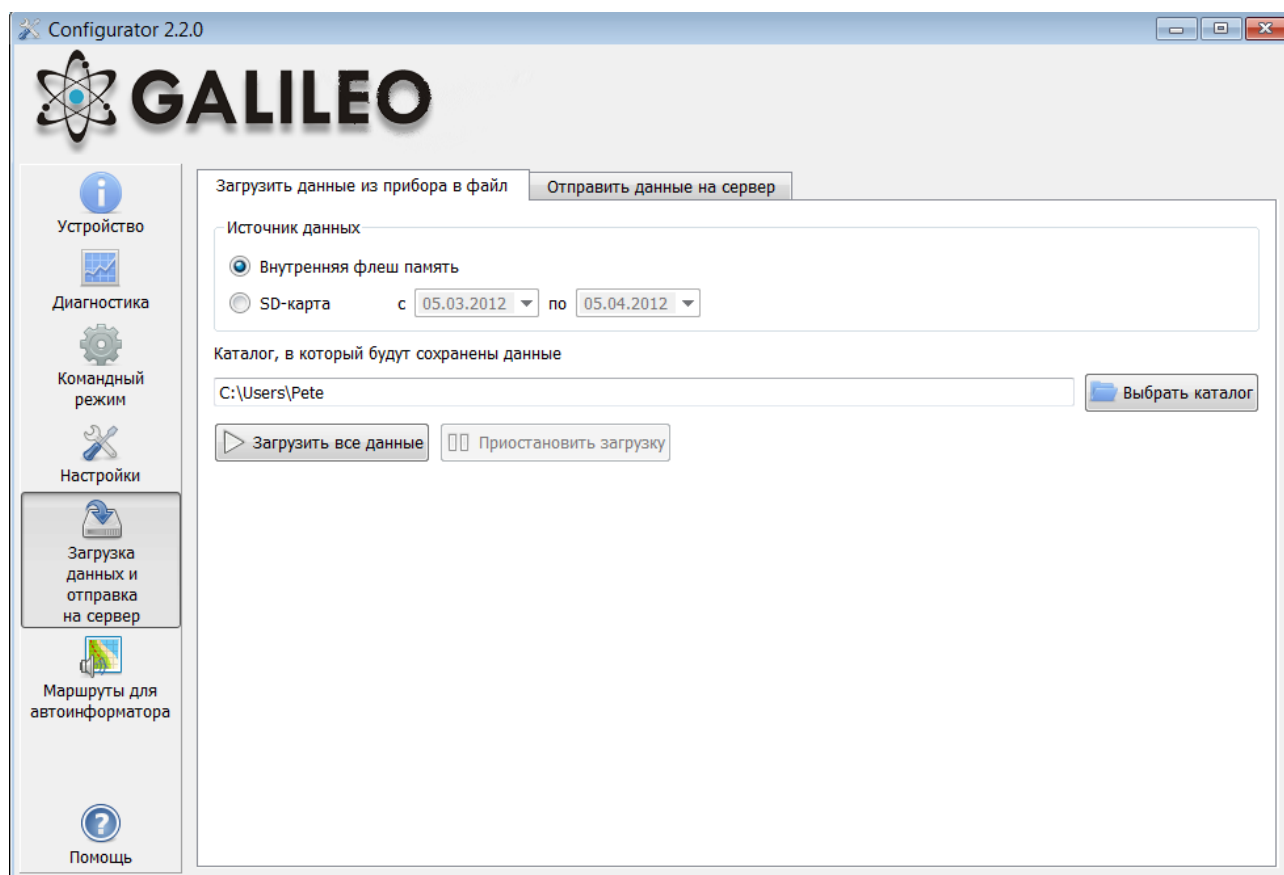 Configurator 2.2.0
GALILEO
Устройство
Диагностика
Командный
режим
Настройки
Загрузка
данных и
отправка
на сервер
Маршруты для
автоинформатора
Помощь
Загрузить данные из прибора в файл
Отправить данные на сервер
Источник данных
Внутренняя флеш память
SD-карта с 05.03.2012 по 05.04.2012
Каталог, в который будут сохранены данные
C:\Users\Pete
Выбрать каталог
Загрузить все данные
Приостановить загрузку